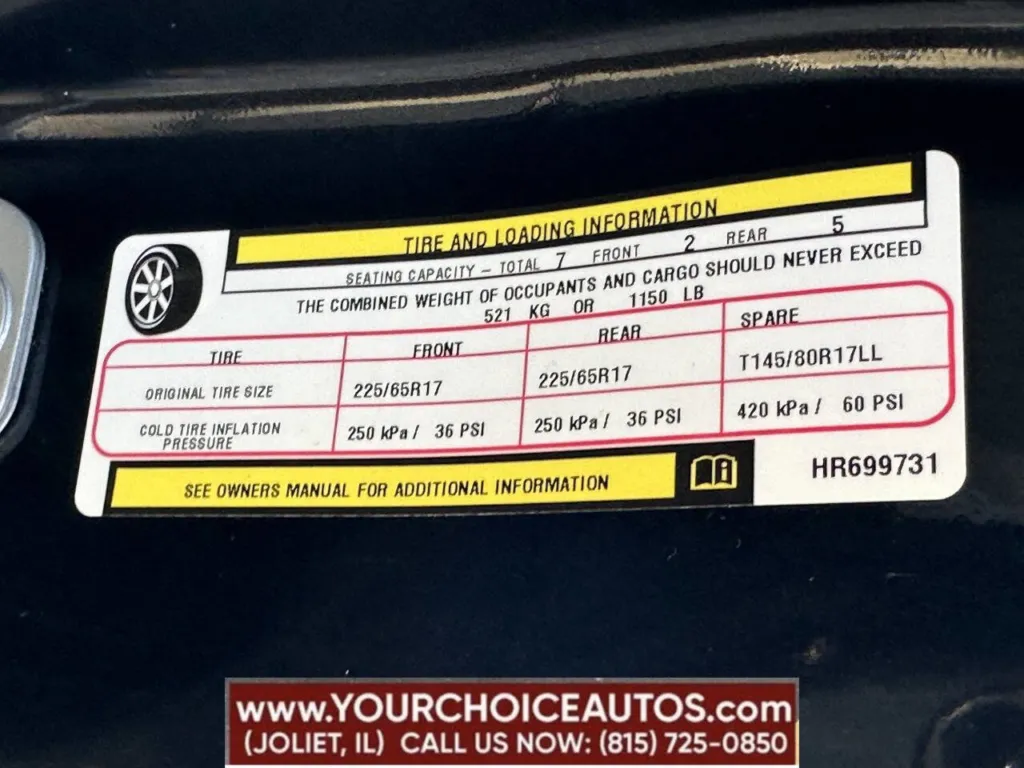 TIRE AND LOADING INFORMATION
SEATING CAPACITY – TOTAL 7 FRONT 2 REAR 5
THE COMBINED WEIGHT OF OCCUPANTS AND CARGO SHOULD NEVER EXCEED
521 KG OR 1150 LB
TIRE FRONT REAR SPARE
ORIGINAL TIRE SIZE 225/65R17 225/65R17 T145/80R17LL
COLD TIRE INFLATION PRESSURE 250 kPa / 36 PSI 250 kPa / 36 PSI 420 kPa / 60 PSI
SEE OWNERS MANUAL FOR ADDITIONAL INFORMATION
HR699731
www.YOURCHOICEAUTOS.com
(JOLIET, IL) CALL US NOW: (815) 725-0850